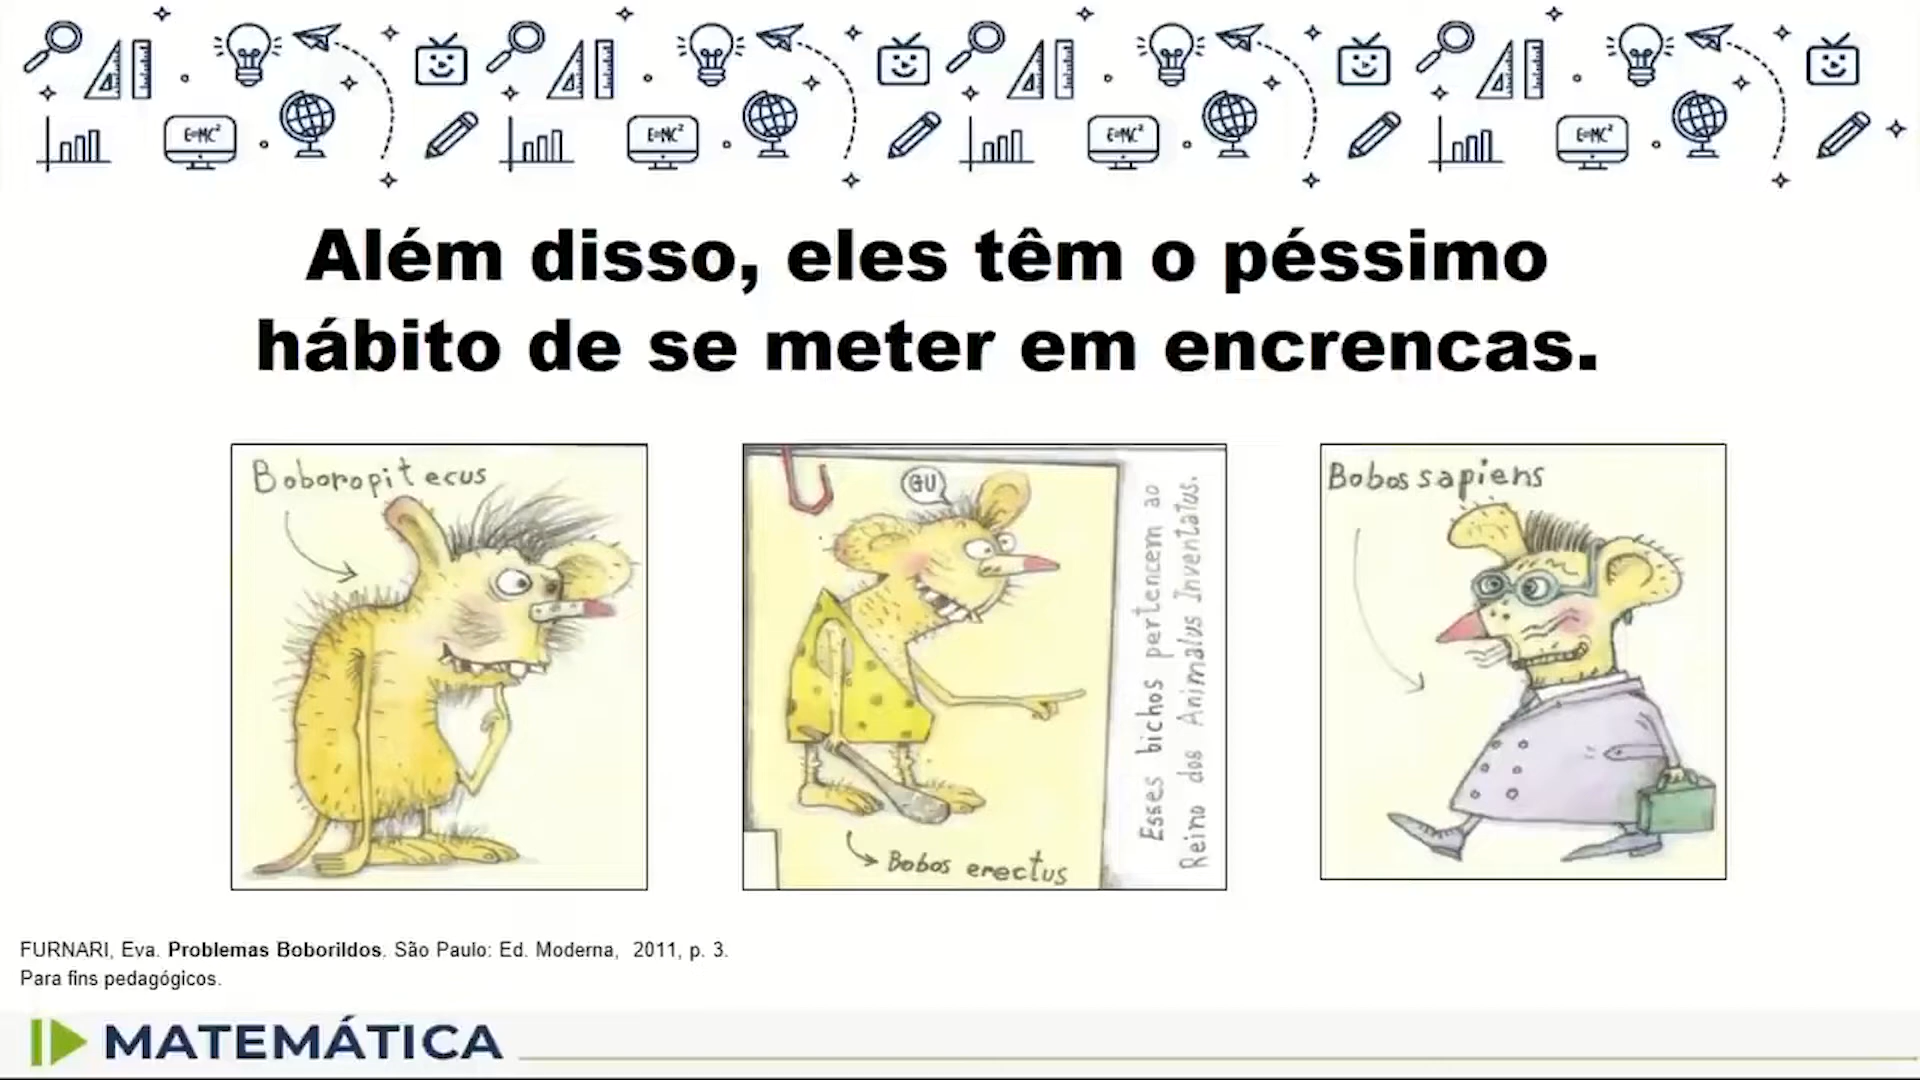 E=MC²
E=MC²
E=MC²
E=MC²
Além disso, eles têm o péssimo
hábito de se meter em encrencas.
Boboropitecus
GU
Bobos erectus
Esses bichos pertencem ao
Reino dos Animalus Inventatus.
Bobos sapiens
FURNARI, Eva. Problemas Boborildos. São Paulo: Ed. Moderna, 2011, p. 3.
Para fins pedagógicos.
MATEMÁTICA